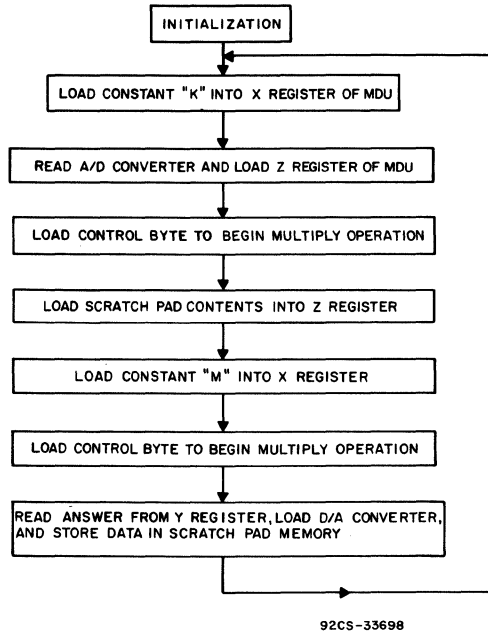 INITIALIZATION
LOAD CONSTANT "K" INTO X REGISTER OF MDU
READ A/D CONVERTER AND LOAD Z REGISTER OF MDU
LOAD CONTROL BYTE TO BEGIN MULTIPLY OPERATION
LOAD SCRATCH PAD CONTENTS INTO Z REGISTER
LOAD CONSTANT "M" INTO X REGISTER
LOAD CONTROL BYTE TO BEGIN MULTIPLY OPERATION
READ ANSWER FROM Y REGISTER, LOAD D/A CONVERTER,
AND STORE DATA IN SCRATCH PAD MEMORY
92CS-33698